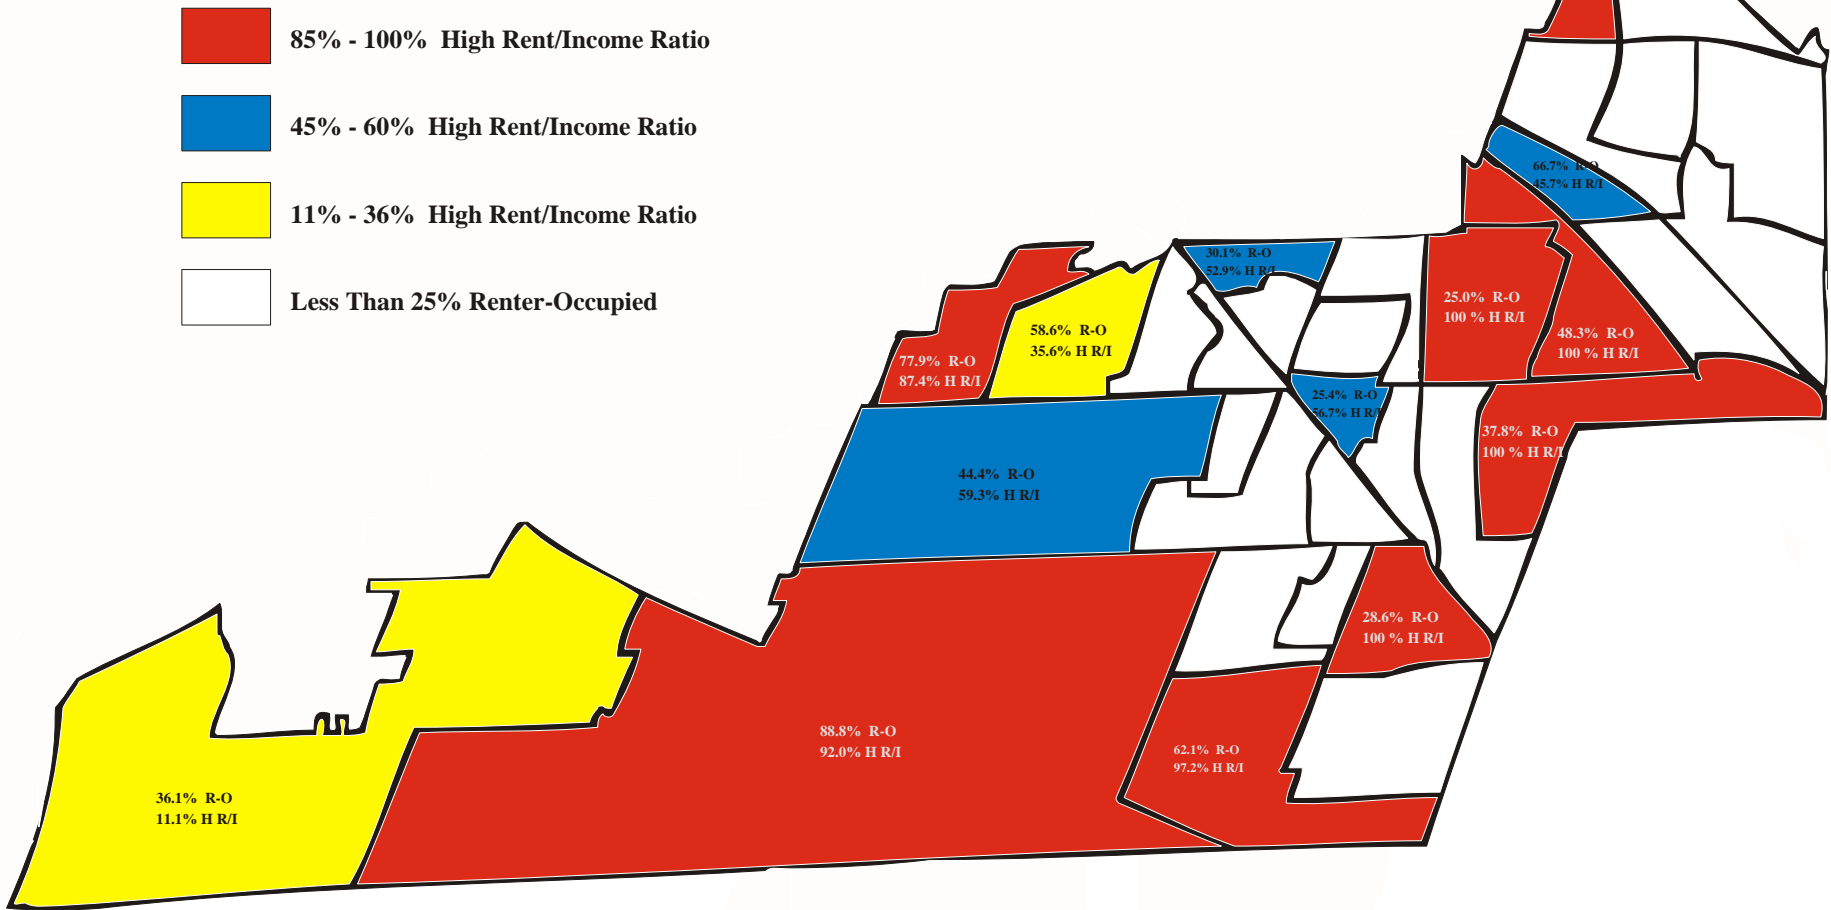 85% - 100% High Rent/Income Ratio
45% - 60% High Rent/Income Ratio
11% - 36% High Rent/Income Ratio
Less Than 25% Renter-Occupied
66.7% R-O
45.7% H R/I
30.1% R-O
52.9% H R/I
25.0% R-O
100 % H R/I
48.3% R-O
100 % H R/I
58.6% R-O
35.6% H R/I
77.9% R-O
87.4% H R/I
25.4% R-O
56.7% H R/I
37.8% R-O
100 % H R/I
44.4% R-O
59.3% H R/I
28.6% R-O
100 % H R/I
88.8% R-O
92.0% H R/I
62.1% R-O
97.2% H R/I
36.1% R-O
11.1% H R/I